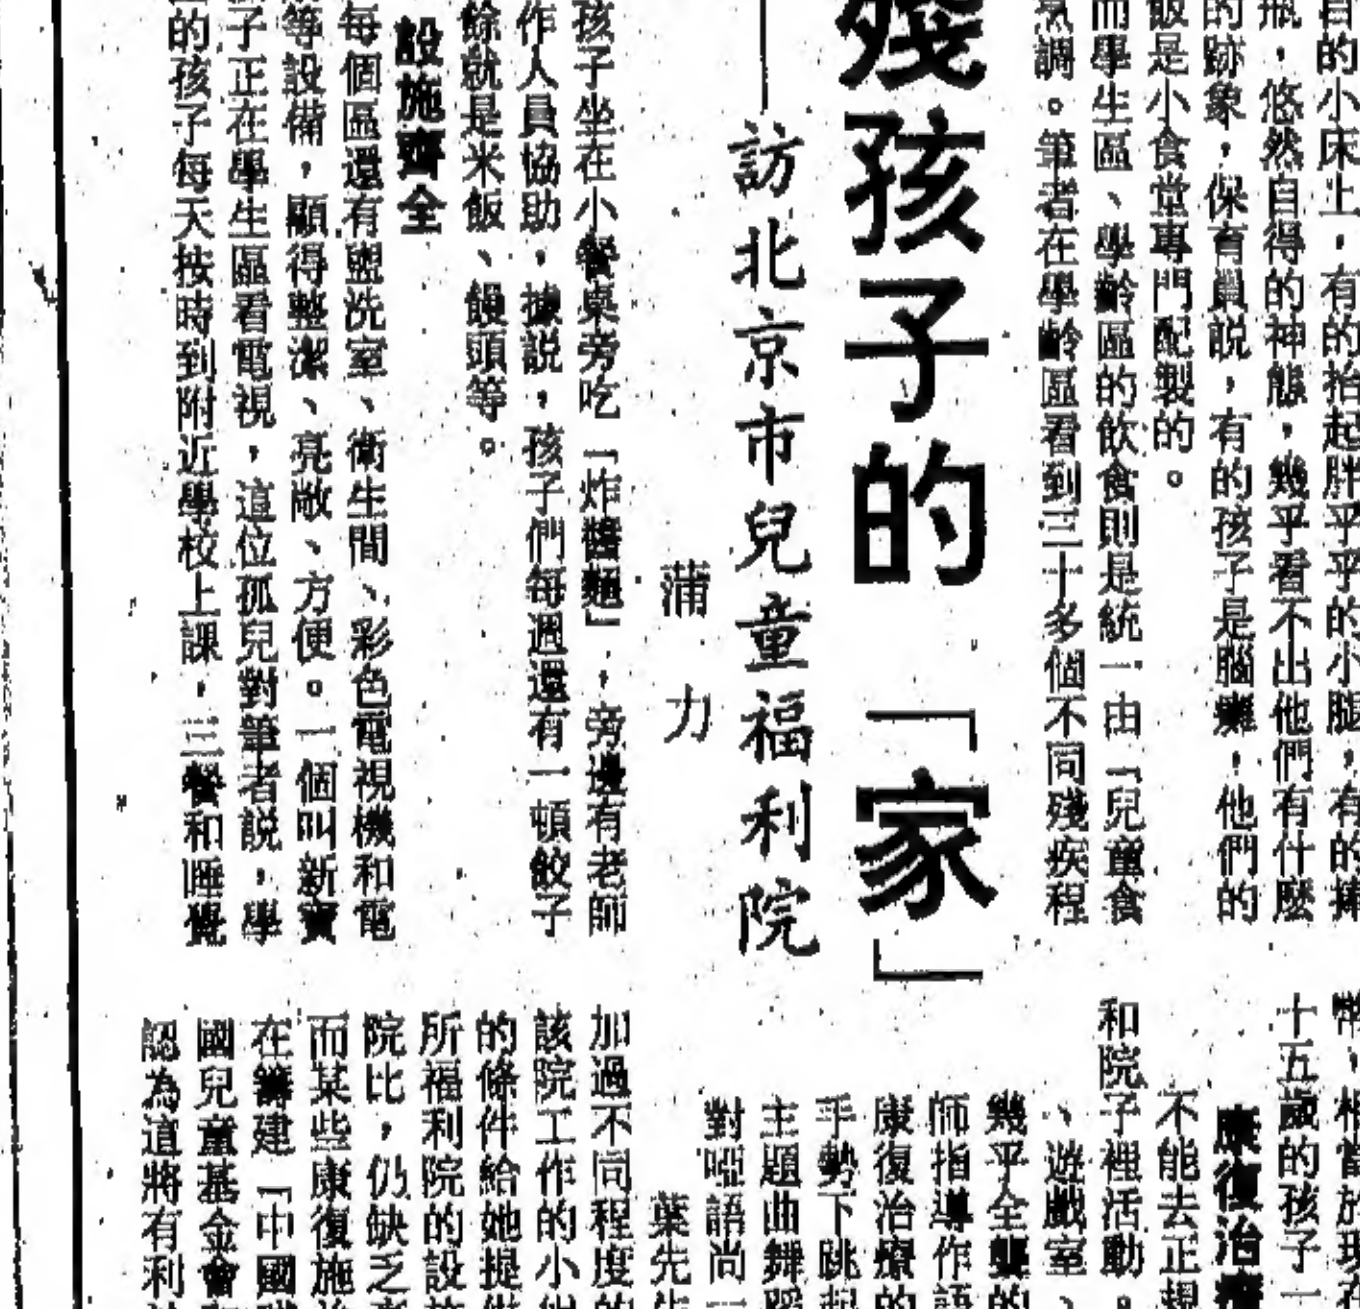 殘孩子的「家」
訪北京市兒童福利院
蒲力
的小床上,有的抬起胖乎乎的小腿,有的捧
瓶,悠然自得的神態,幾乎看不出他們有什麼
的跡象,保育員説,有的孩子是腦癱,他們的
飯是小食堂專門配製的。
而學生區、學齡區的飲食則是統一由「兒童食
調。筆者在學齡區看到三十多個不同殘疾程
孩子坐在小餐桌旁吃「炸醬麵」,旁邊有老師
作人員協助,據説,孩子們每週還有一頓餃子
餘就是米飯、饅頭等。
設施齊全
每個區還有盥洗室、衛生間、彩色電視機和電
等設備,顯得整潔、亮敞、方便。一個叫新寶
子正在學生區看電視,這位孤兒對筆者説,學
的孩子每天按時到附近學校上課,三餐和睡覺
幣,相當於現在
十五歲的孩子一
康復治療
不能去正規
和院子裡活動。
、遊戲室、
幾乎全聾的
師指導作語
康復治療的
手勢下跳起
主題曲舞蹈
對啞語尚一
葉先生
加過不同程度的
該院工作的小
的條件給她提供
所福利院的設施
院比,仍缺乏
而某些康復施
在籌建「中國
國兒童基金會
認為這將有利